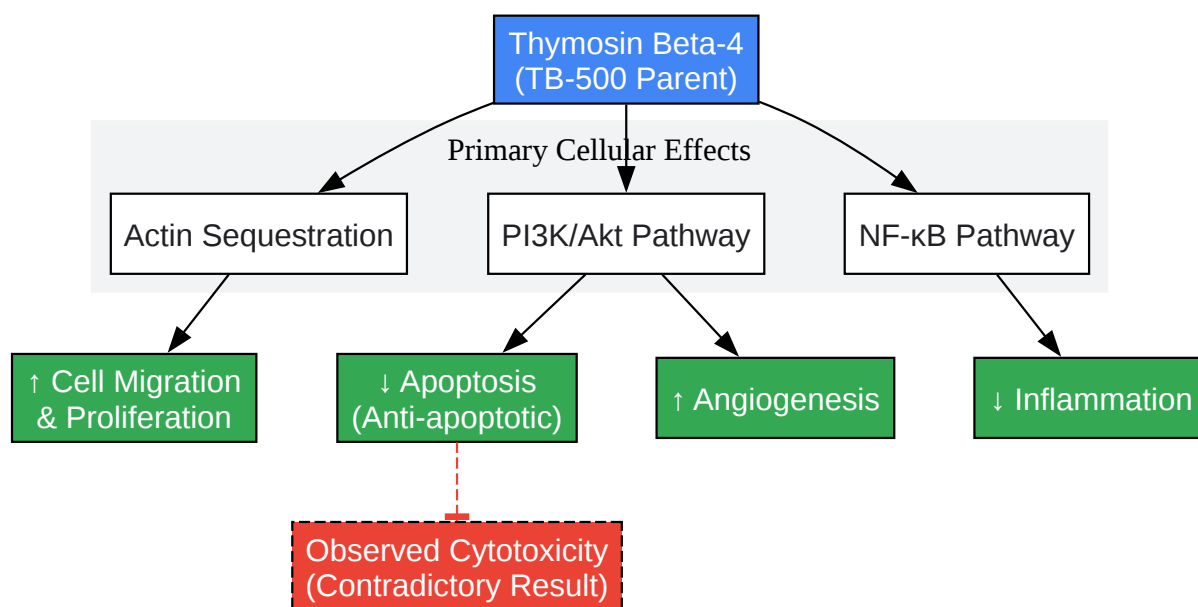 Thymosin Beta-4
(TB-500 Parent)
Primary Cellular Effects
Actin Sequestration
PI3K/Akt Pathway
NF-κB Pathway
↑ Cell Migration
& Proliferation
↓ Apoptosis
(Anti-apoptotic)
↑ Angiogenesis
↓ Inflammation
Observed Cytotoxicity
(Contradictory Result)